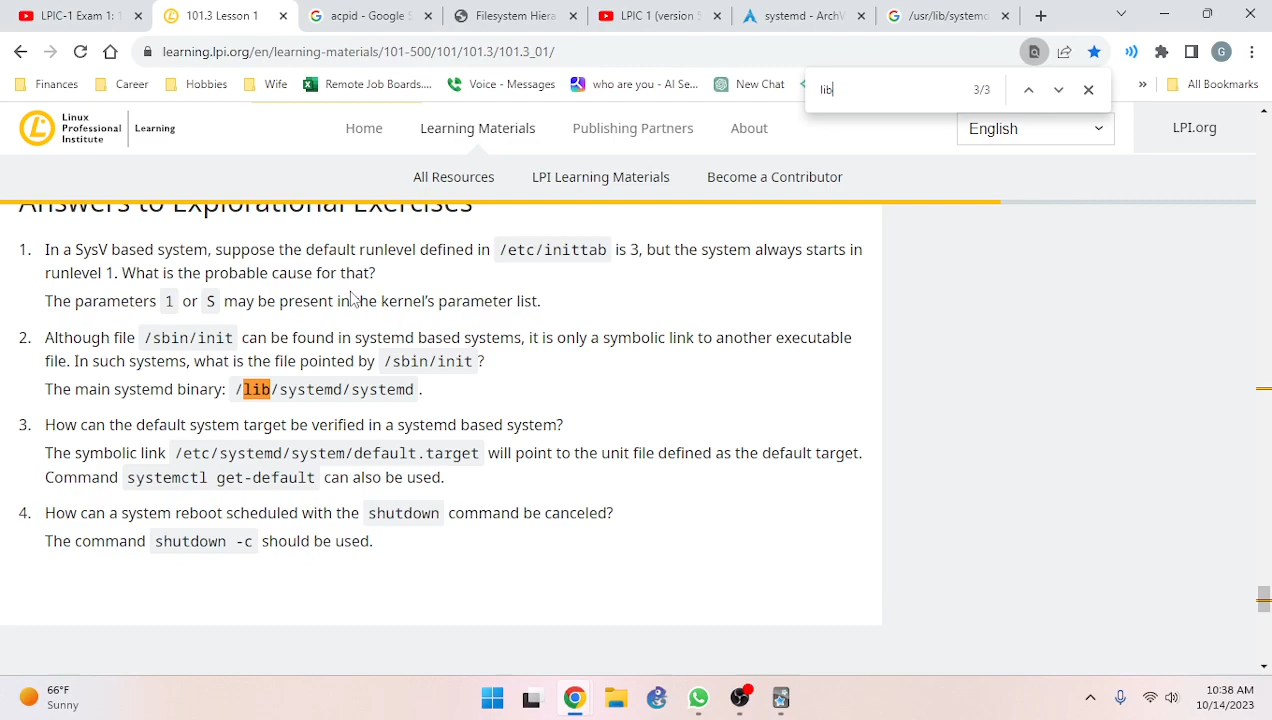 LPIC-1 Exam 1:
101.3 Lesson 1
acpid - Google S
Filesystem Hiera
LPIC 1 (version 5
systemd - ArchW
/usr/lib/systemd
learning.lpi.org/en/learning-materials/101-500/101/101.3_01/
G
Finances
Career
Hobbies
Wife
Remote Job Boards....
Voice - Messages
who are you - AI Se...
New Chat
»
All Bookmarks
lib
3/3
Linux
Professional
Institute
Learning
Home
Learning Materials
Publishing Partners
About
English
LPI.org
All Resources
LPI Learning Materials
Become a Contributor
Answers to Explorational Exercises
1. In a SysV based system, suppose the default runlevel defined in /etc/inittab is 3, but the system always starts in
runlevel 1. What is the probable cause for that?
The parameters 1 or S may be present in the kernel's parameter list.
2. Although file /sbin/init can be found in systemd based systems, it is only a symbolic link to another executable
file. In such systems, what is the file pointed by /sbin/init ?
The main systemd binary: /lib/systemd/systemd.
3. How can the default system target be verified in a systemd based system?
The symbolic link /etc/systemd/system/default.target will point to the unit file defined as the default target.
Command systemctl get-default can also be used.
4. How can a system reboot scheduled with the shutdown command be canceled?
The command shutdown -c should be used.
66°F
Sunny
10:38 AM
10/14/2023